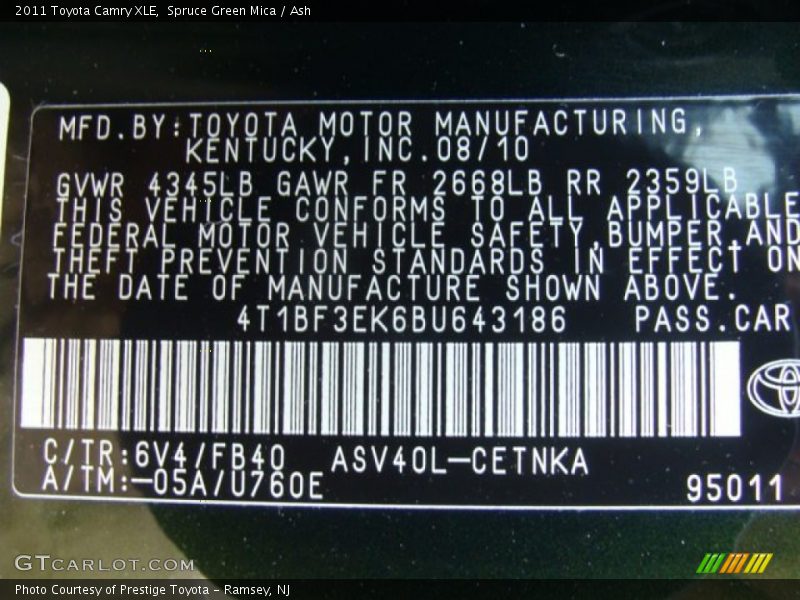 2011 Toyota Camry XLE,  Spruce Green Mica / Ash
MFD.BY:TOYOTA MOTOR MANUFACTURING,
KENTUCKY,INC.08/10
GVWR 4345LB GAWR FR 2668LB RR 2359LB
THIS VEHICLE CONFORMS TO ALL APPLICABLE
FEDERAL MOTOR VEHICLE SAFETY,BUMPER,AND
THEFT PREVENTION STANDARDS IN EFFECT ON
THE DATE OF MANUFACTURE SHOWN ABOVE.
4T1BF3EK6BU643186 PASS.CAR
C/TR:6V4/FB40 ASV40L-CETNKA
A/TM:-05A/U760E
95011
GTCARLOT.COM
Photo Courtesy of Prestige Toyota - Ramsey, NJ